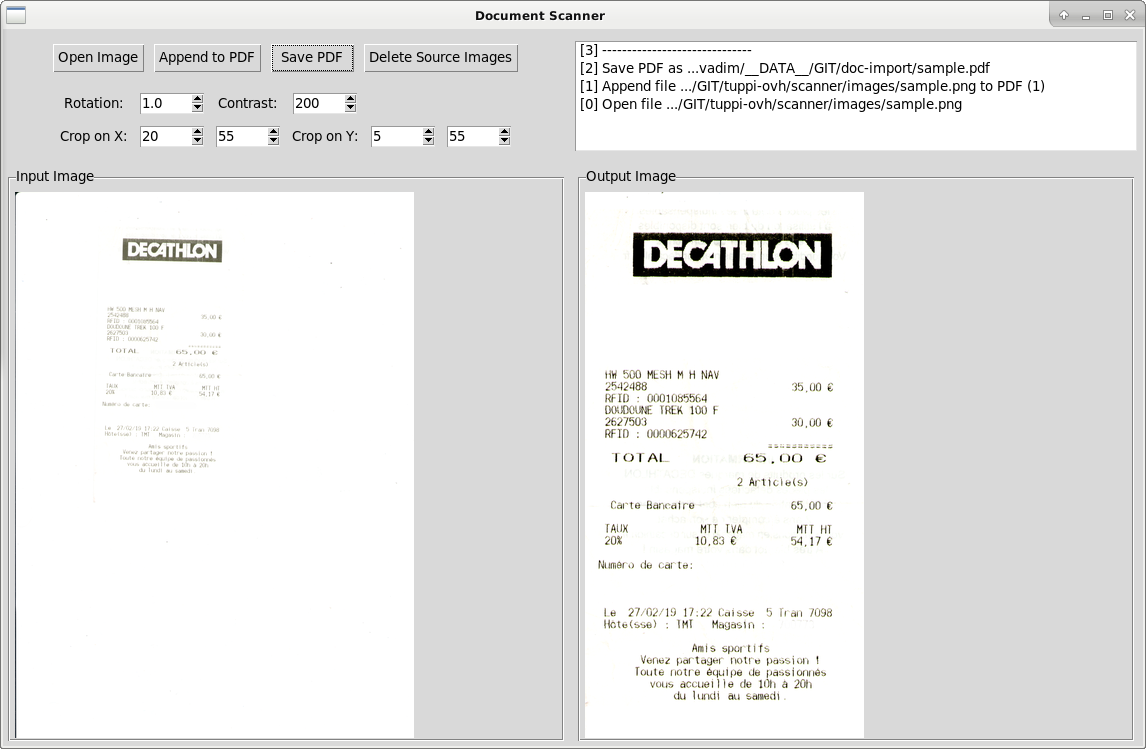 Document Scanner
Open Image Append to PDF Save PDF Delete Source Images
Rotation: 1.0 Contrast: 200
Crop on X: 20 55 Crop on Y: 5 55
[3] ------------------------------
[2] Save PDF as ...vadim/__DATA__/GIT/doc-import/sample.pdf
[1] Append file .../GIT/tuppi-ovh/scanner/images/sample.png to PDF (1)
[0] Open file .../GIT/tuppi-ovh/scanner/images/sample.png
Input Image
DECATHLON
HW 500 MESH M H NAV
2542488 35,00 €
RFID : 0001085564
DOUDOUNE TREK 100 F
2627503 30,00 €
RFID : 0000625742
-----------
TOTAL 65,00 €
2 Article(s)
Carte Bancaire 65,00 €
TAUX MTT TVA MTT HT
20% 10,83 € 54,17 €
Numéro de carte:
Le 27/02/19 17:22 Caisse 5 Tran 7098
Hôte(sse) : TMT Magasin :
Amis sportifs
Venez partager notre passion !
Toute notre équipe de passionnés
vous accueille de 10h à 20h
du lundi au samedi
Output Image
DECATHLON
HW 500 MESH M H NAV
2542488 35,00 €
RFID : 0001085564
DOUDOUNE TREK 100 F
2627503 30,00 €
RFID : 0000625742
-----------
TOTAL 65,00 €
2 Article(s)
Carte Bancaire 65,00 €
TAUX MTT TVA MTT HT
20% 10,83 € 54,17 €
Numéro de carte:
Le 27/02/19 17:22 Caisse 5 Tran 7098
Hôte(sse) : TMT Magasin :
Amis sportifs
Venez partager notre passion !
Toute notre équipe de passionnés
vous accueille de 10h à 20h
du lundi au samedi.